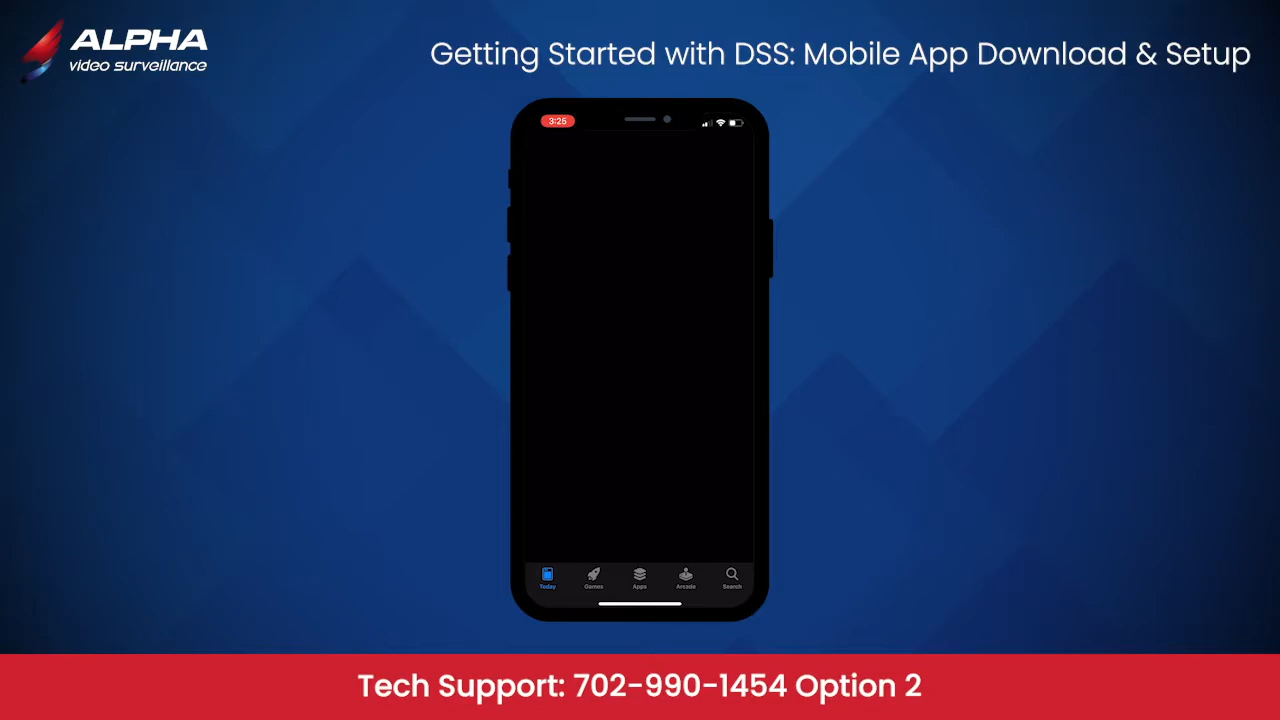 ALPHA
video surveillance
Getting Started with DSS: Mobile App Download & Setup
3:25
Today
Games
Apps
Arcade
Search
Tech Support: 702-990-1454 Option 2